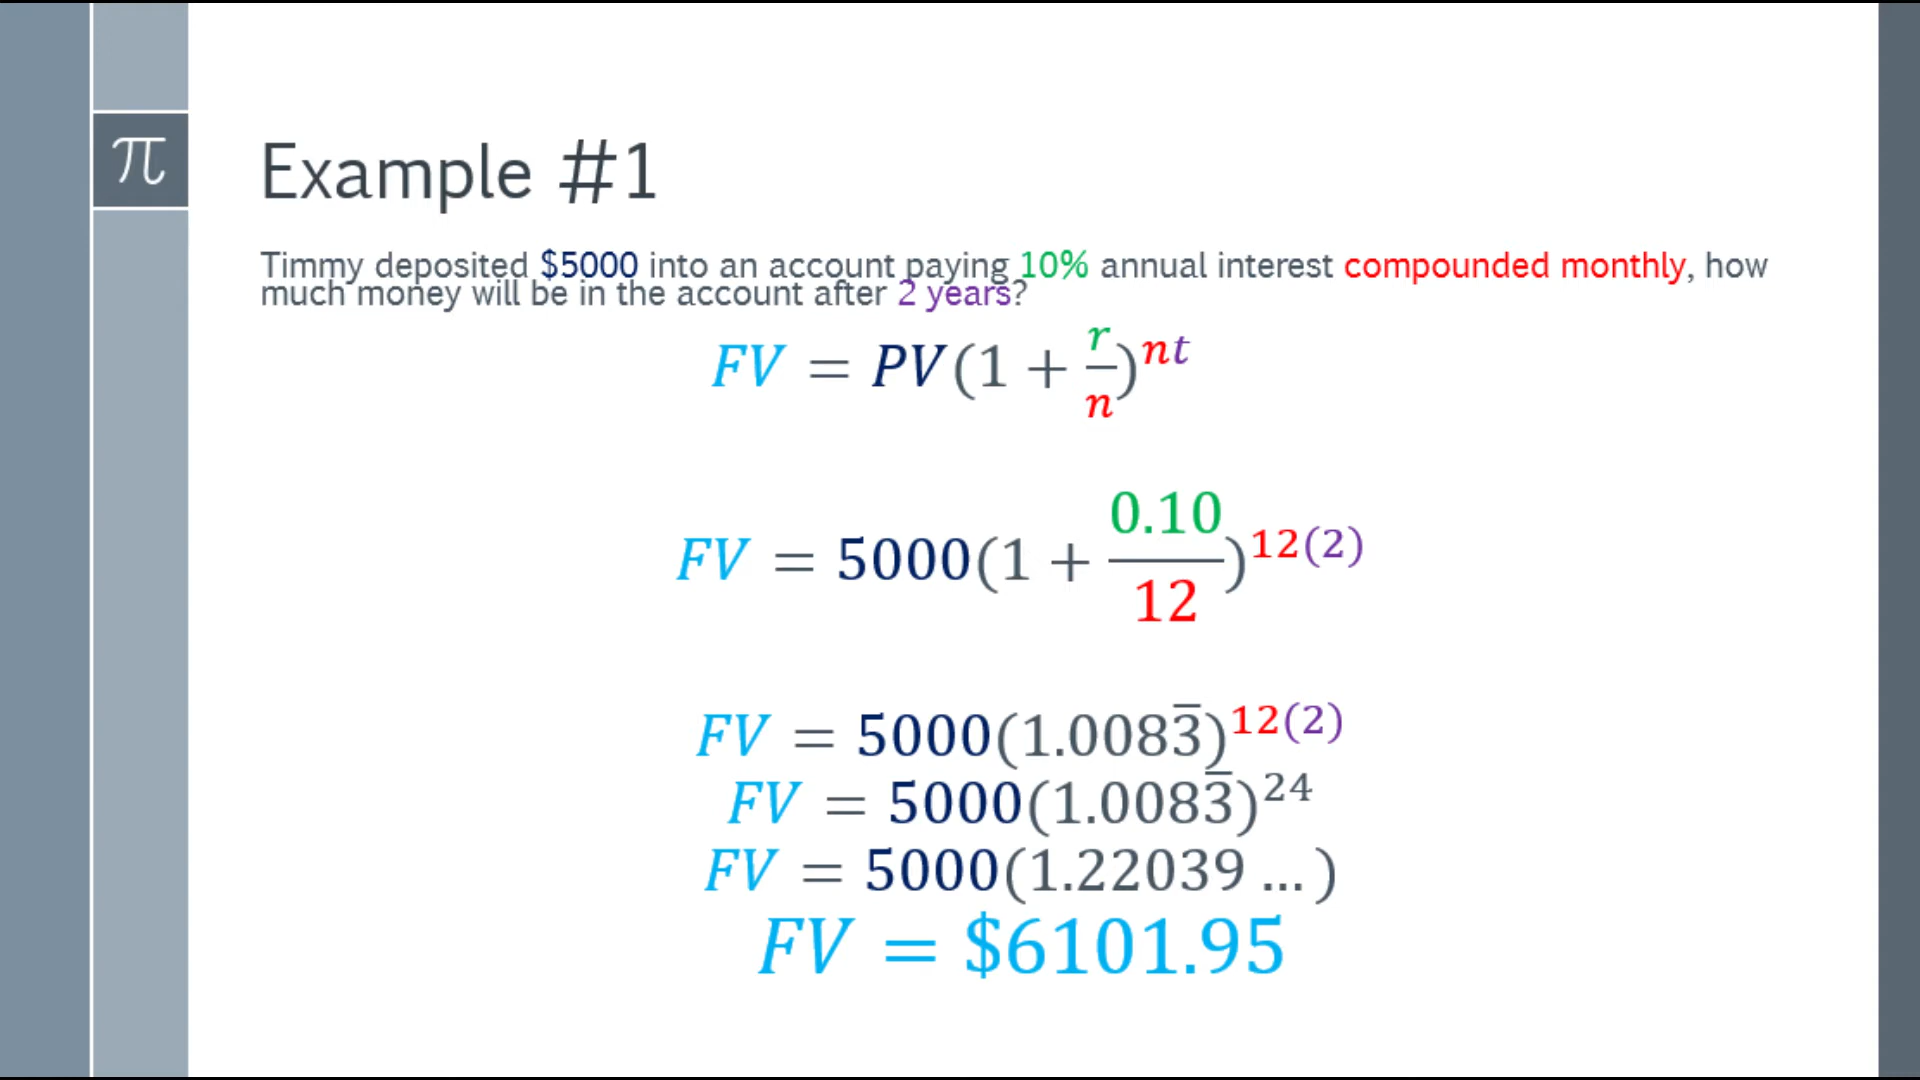 π
Example #1
Timmy deposited $5000 into an account paying 10% annual interest compounded monthly, how
much money will be in the account after 2 years?
FV = PV(1 + r/n)^nt
FV = 5000(1 + 0.10/12)^12(2)
FV = 5000(1.0083̅)^12(2)
FV = 5000(1.0083̅)^24
FV = 5000(1.22039 ... )
FV = $6101.95